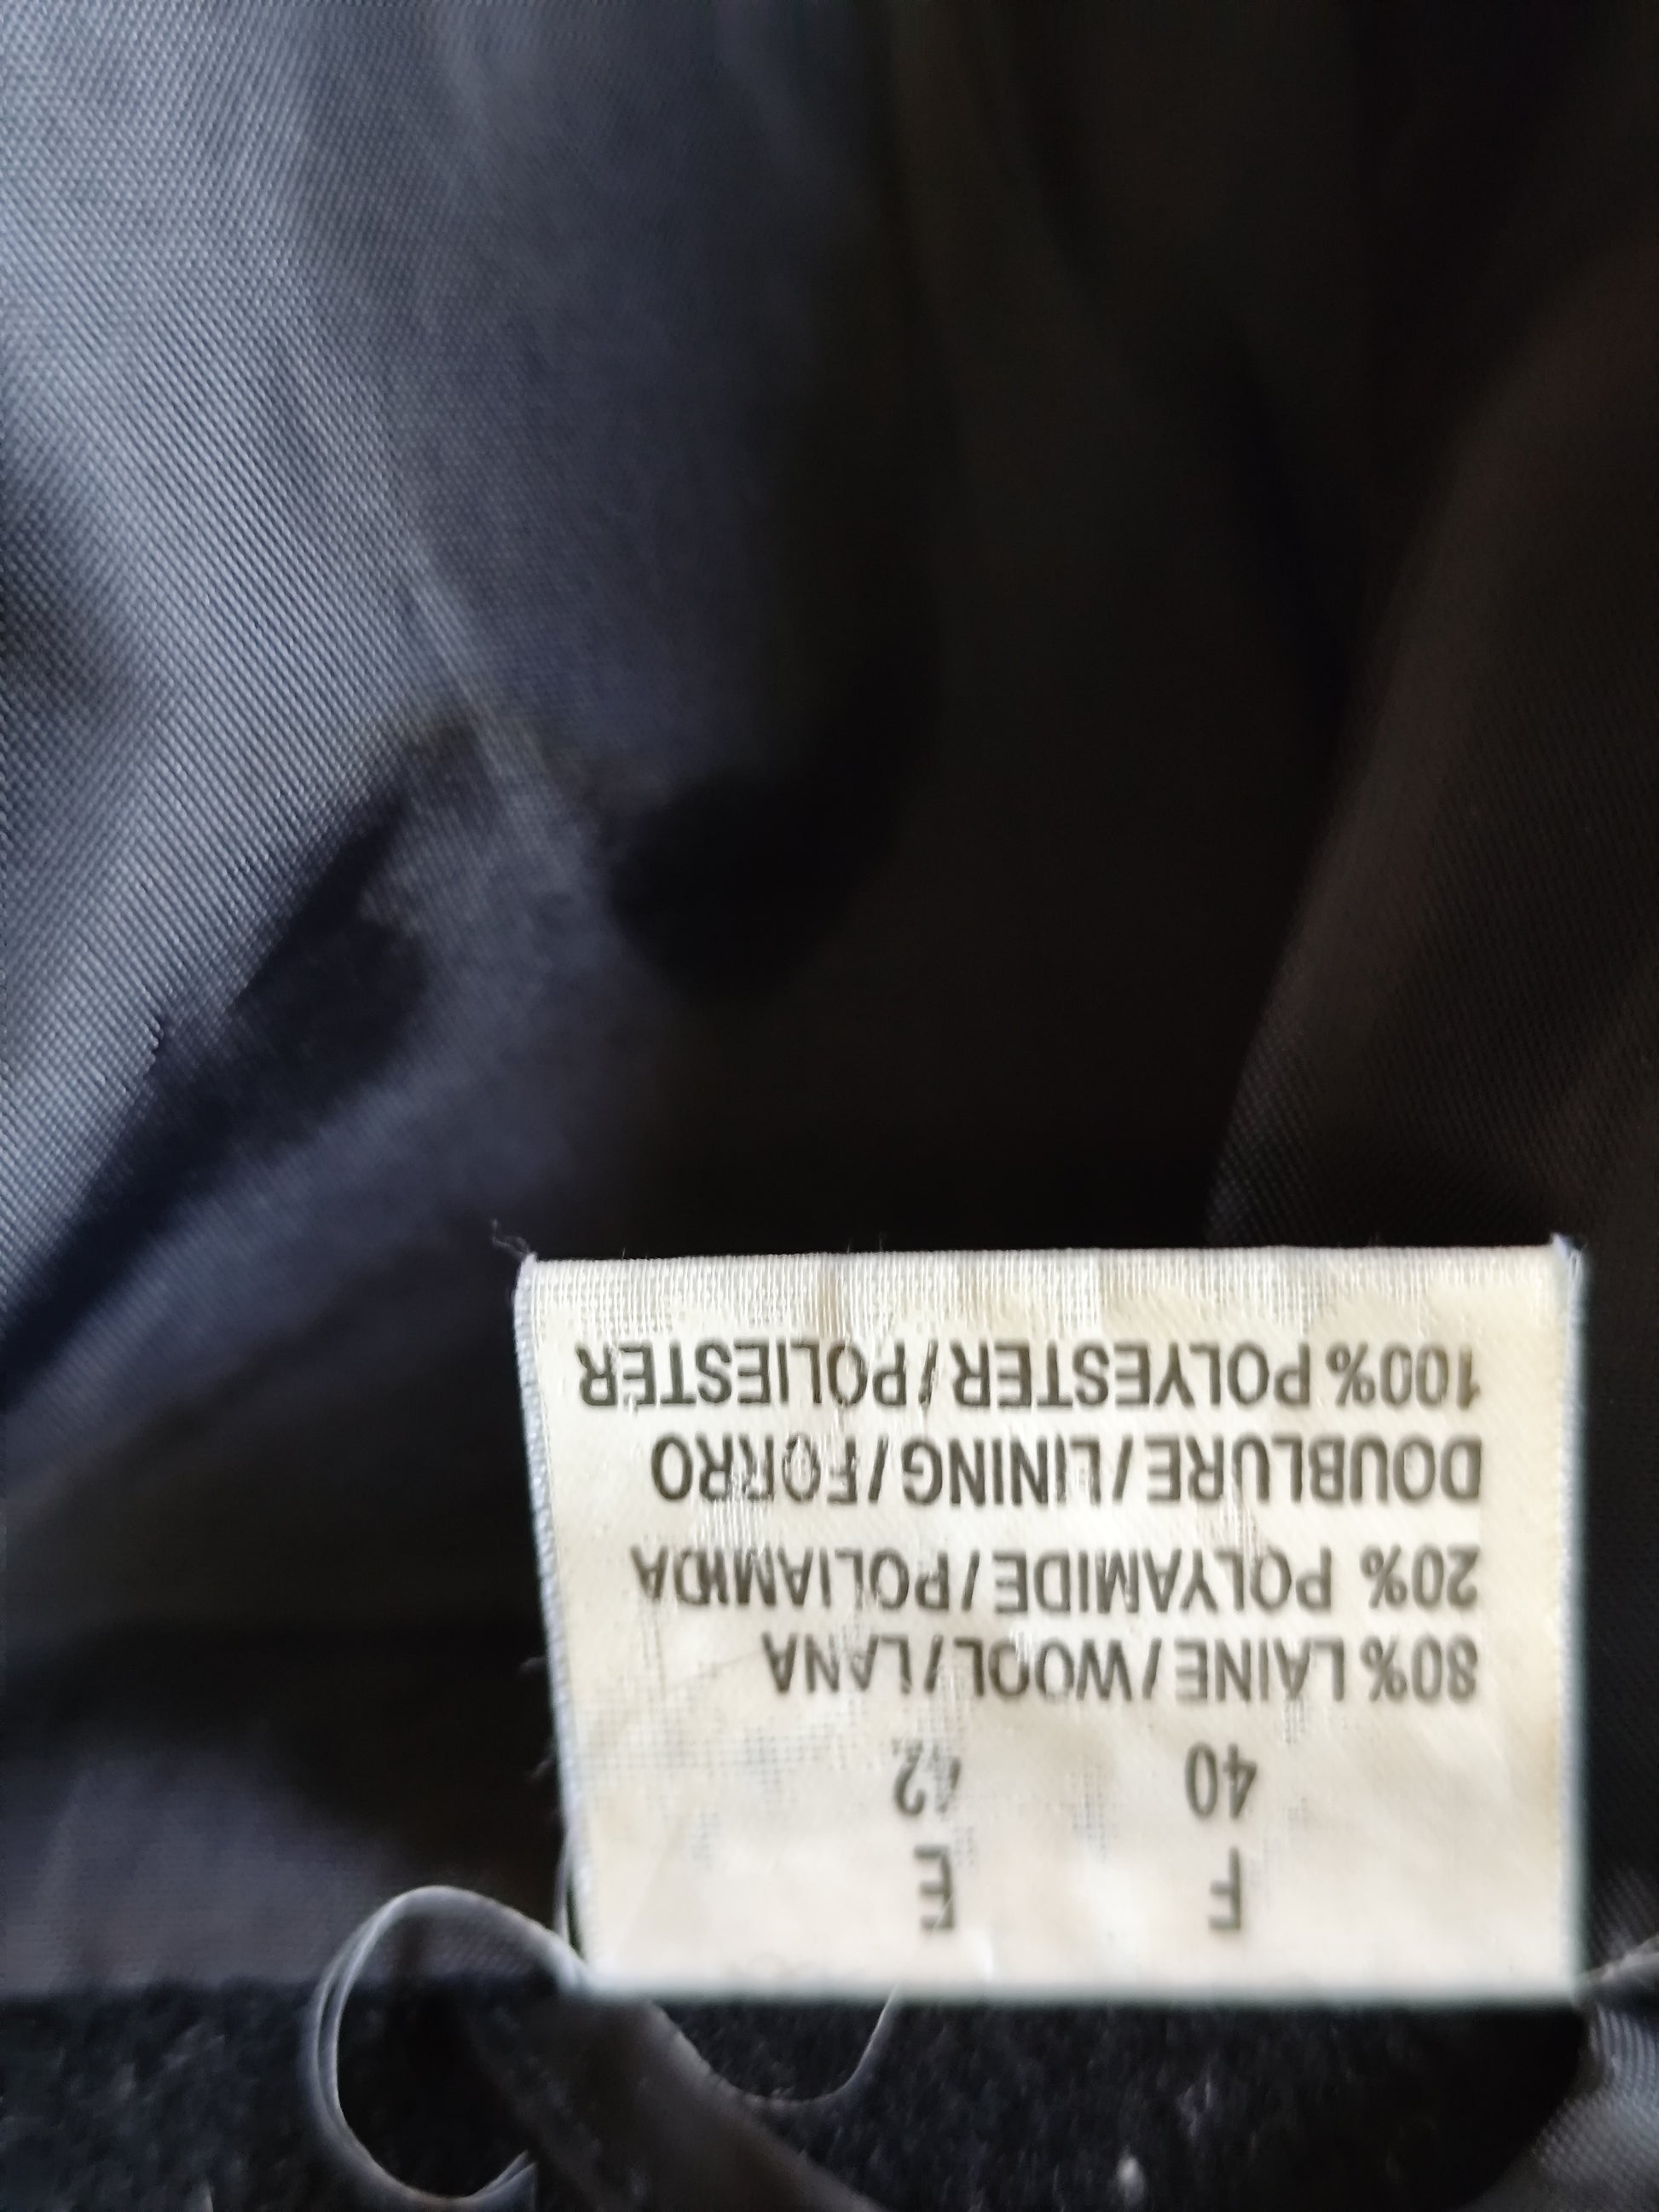 F E
40 42
80% LAINE/WOOL/LANA
20% POLYAMIDE/POLIAMIDA
DOUBLURE/LINING/FORRO
100% POLYESTER/POLIESTER